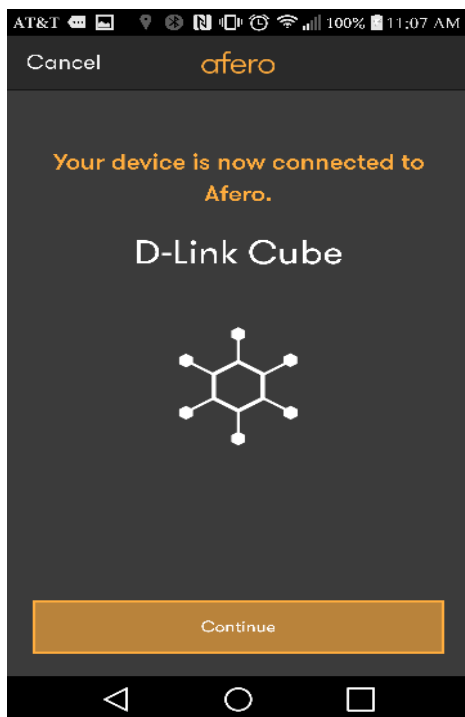 AT&T 100% 11:07 AM
Cancel afero
Your device is now connected to
Afero.
D-Link Cube
Continue